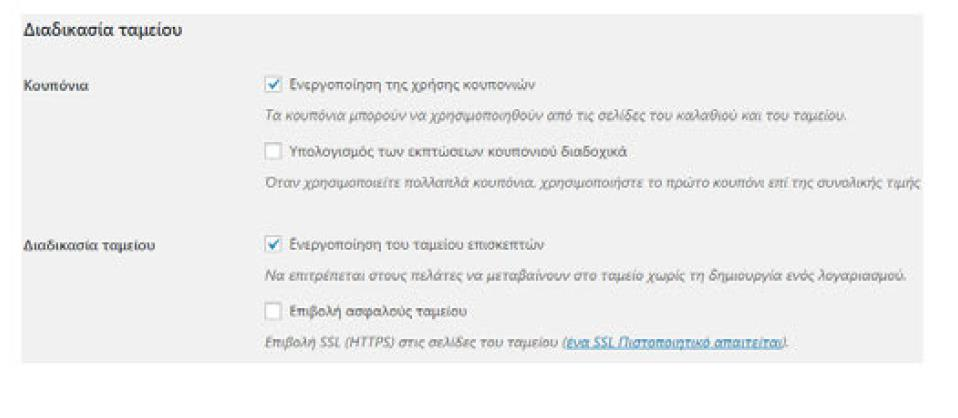 Διαδικασία ταμείου
Κουπόνια
Ενεργοποίηση της χρήσης κουπονιών
Τα κουπόνια μπορούν να χρησιμοποιηθούν από τις σελίδες του καλαθιού και του ταμείου.
Υπολογισμός των εκπτώσεων κουπονιού διαδοχικά
Όταν χρησιμοποιείτε πολλαπλά κουπόνια, χρησιμοποιήστε το πρώτο κουπόνι επί της συνολικής τιμής
Διαδικασία ταμείου
Ενεργοποίηση του ταμείου επισκεπτών
Να επιτρέπεται στους πελάτες να μεταβαίνουν στο ταμείο χωρίς τη δημιουργία ενός λογαριασμού.
Επιβολή ασφαλούς ταμείου
Επιβολή SSL (HTTPS) στις σελίδες του ταμείου (ένα SSL Πιστοποιητικό απαιτείται).